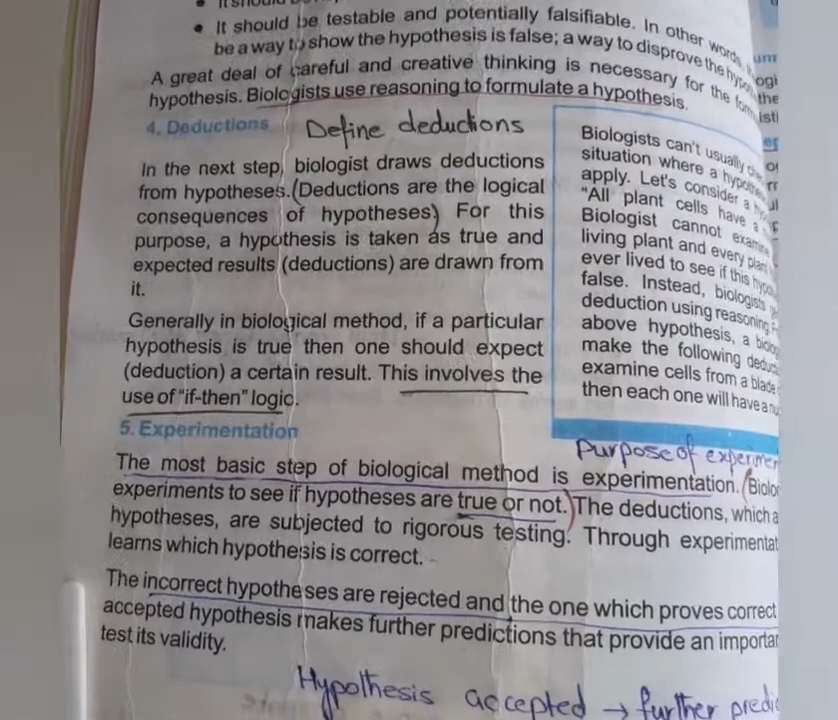 It should be testable and potentially falsifiable. In other words,
be a way to show the hypothesis is false; a way to disprove the
A great deal of careful and creative thinking is necessary for the
hypothesis. Biologists use reasoning to formulate a hypothesis.
4. Deductions Define deductions
In the next step, biologist draws deductions
from hypotheses. (Deductions are the logical
consequences of hypotheses) For this
purpose, a hypothesis is taken as true and
expected results (deductions) are drawn from
it.
Generally in biological method, if a particular
hypothesis is true then one should expect
(deduction) a certain result. This involves the
use of "if-then" logic.
Biologists can't usually
situation where a
apply. Let's consider a
"All plant cells have a
Biologist cannot
living plant and every plant
ever lived to see if this
false. Instead, biologists
deduction using reasoning
above hypothesis, a
make the following
examine cells from a blade
then each one will have a
5. Experimentation
Purpose of
The most basic step of biological method is experimentation. (
experiments to see if hypotheses are true or not.) The deductions, which
hypotheses, are subjected to rigorous testing. Through
learns which hypothesis is correct.
The incorrect hypotheses are rejected and the one which proves correct
accepted hypothesis makes further predictions that provide an
test its validity.
Hypothesis accepted → further